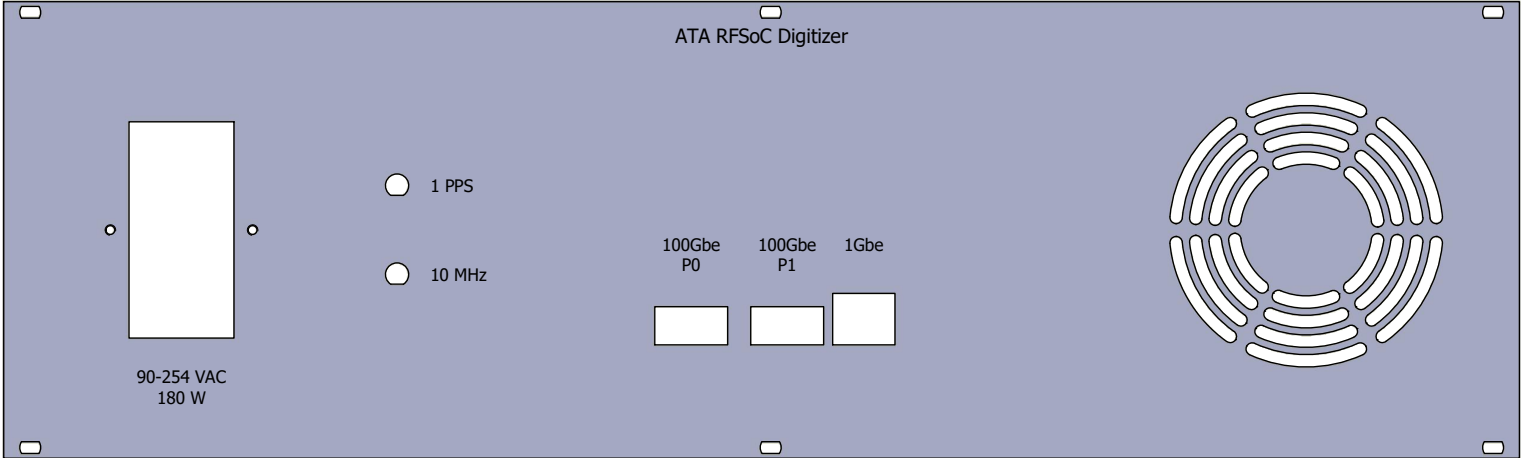 ATA RFSoC Digitizer
1 PPS
10 MHz
100Gbe
P0
100Gbe
P1
1Gbe
90-254 VAC
180 W